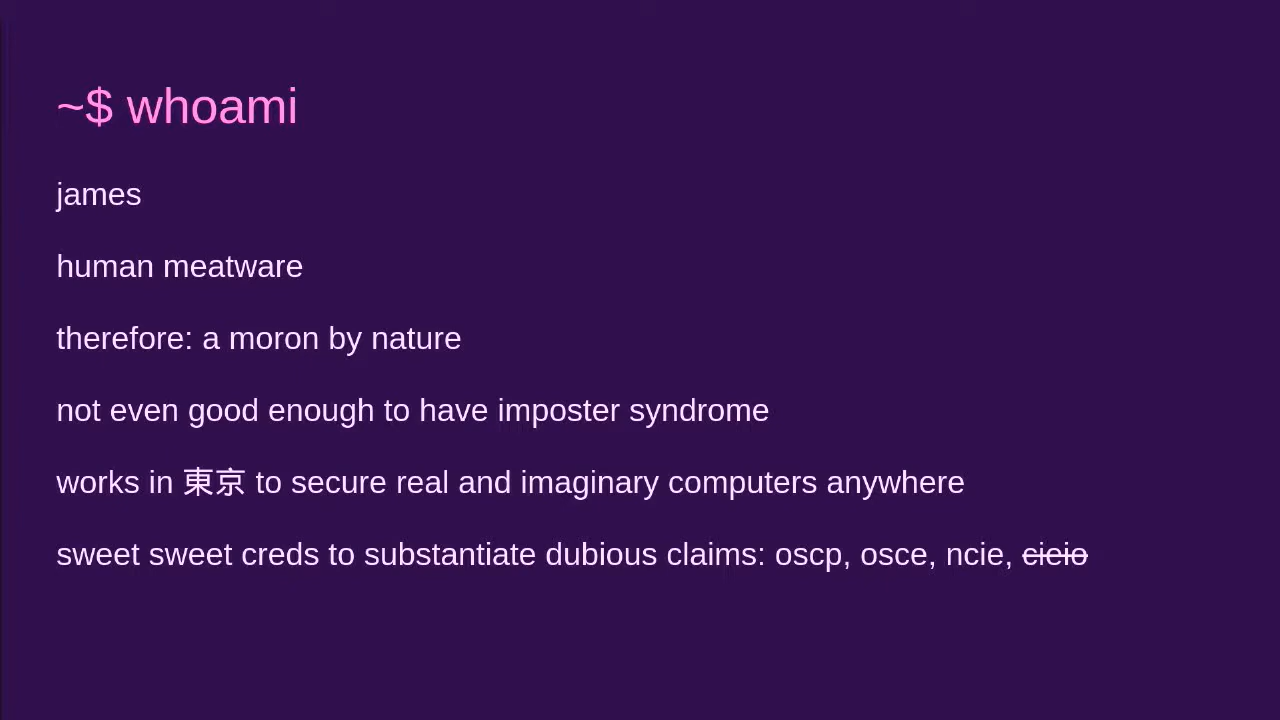 ~$ whoami
james
human meatware
therefore: a moron by nature
not even good enough to have imposter syndrome
works in 東京 to secure real and imaginary computers anywhere
sweet sweet creds to substantiate dubious claims: oscp, osce, ncie, eieio